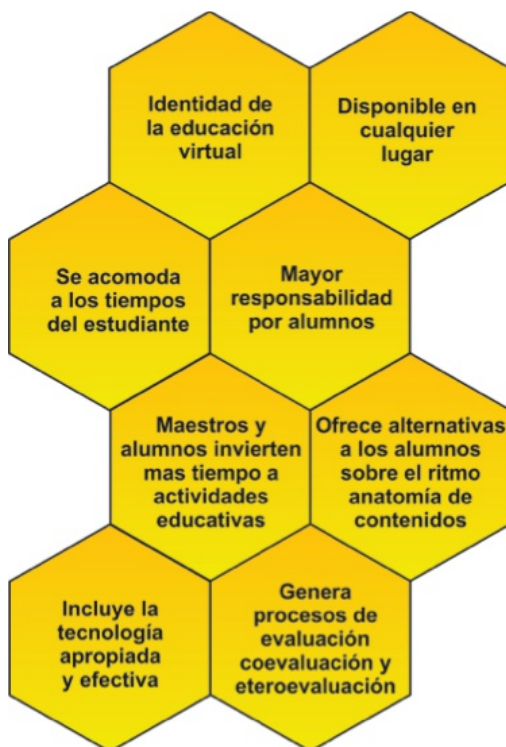 Identidad de
la educación
virtual
Disponible en
cualquier
lugar
Se acomoda
a los tiempos
del estudiante
Mayor
responsabilidad
por alumnos
Maestros y
alumnos invierten
mas tiempo a
actividades
educativas
Ofrece alternativas
a los alumnos
sobre el ritmo
anatomía de
contenidos
Incluye la
tecnología
apropiada
y efectiva
Genera
procesos de
evaluación
coevaluación y
eteroevaluación